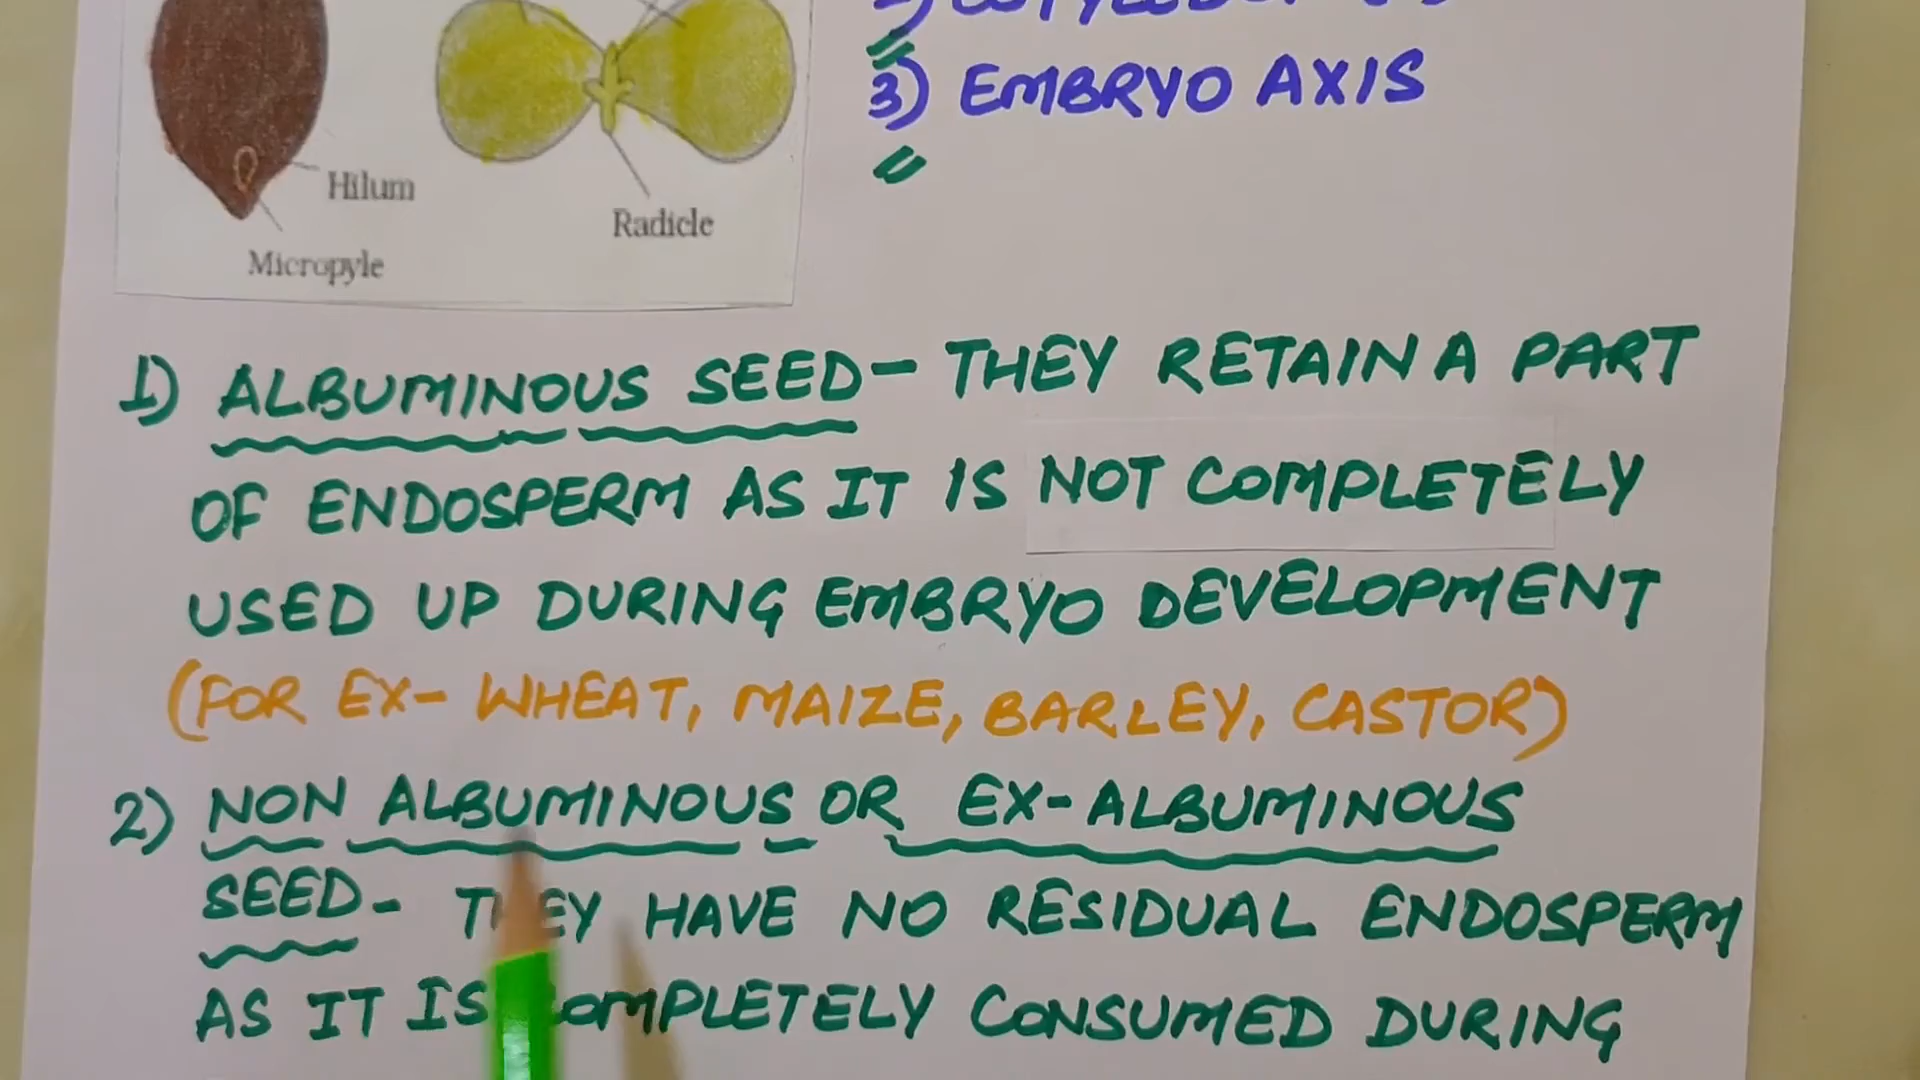 3) EMBRYO AXIS
Hilum
Radicle
Micropyle
1) ALBUMINOUS SEED- THEY RETAIN A PART
OF ENDOSPERM AS IT IS NOT COMPLETELY
USED UP DURING EMBRYO DEVELOPMENT
(FOR EX- WHEAT, MAIZE, BARLEY, CASTOR)
2) NON ALBUMINOUS OR EX-ALBUMINOUS
SEED- THEY HAVE NO RESIDUAL ENDOSPERM
AS IT IS COMPLETELY CONSUMED DURING